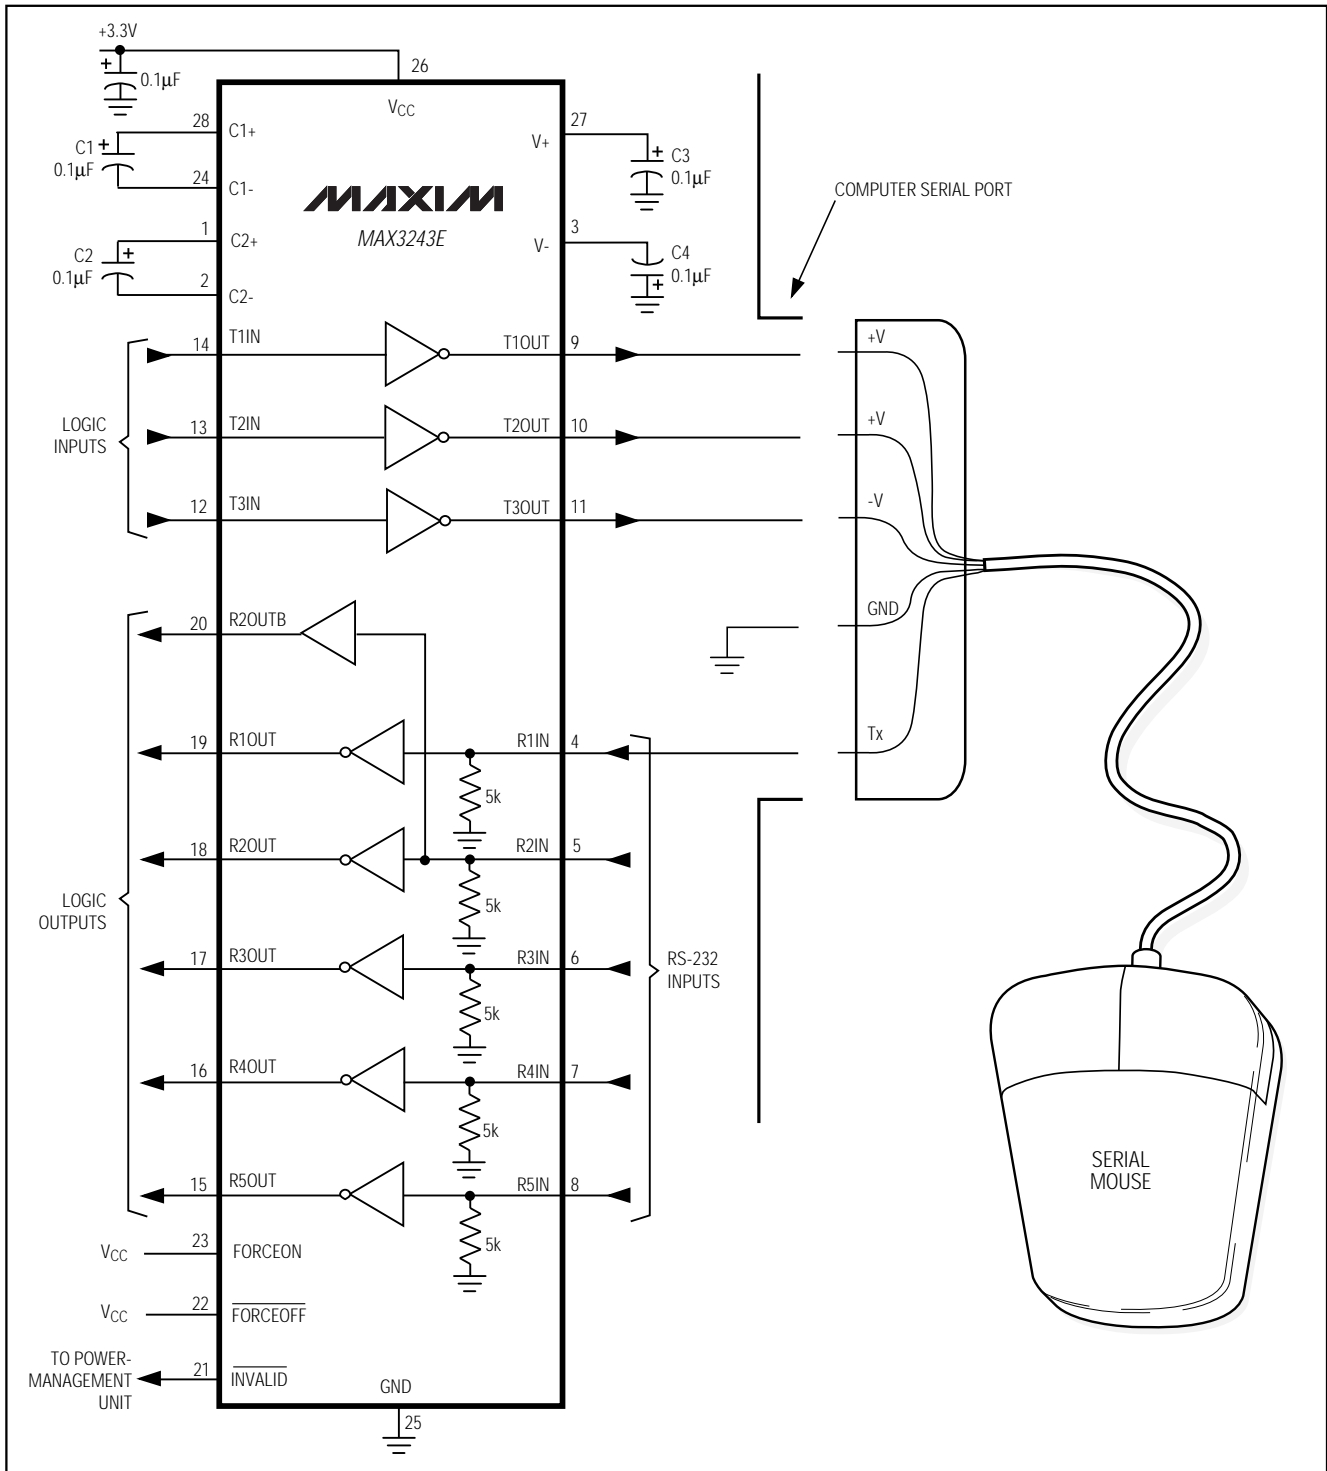 +3.3V
0.1µF
26
VCC
28
C1+
C1
0.1µF
24
C1-
27
V+
C3
0.1µF
MAXIM
MAX3243E
1
C2+
C2
0.1µF
2
C2-
3
V-
C4
0.1µF
COMPUTER SERIAL PORT
LOGIC
INPUTS
14
T1IN
T1OUT
9
+V
13
T2IN
T2OUT
10
+V
12
T3IN
T3OUT
11
-V
20
R2OUTB
GND
19
R1OUT
R1IN
4
Tx
5k
18
R2OUT
R2IN
5
5k
LOGIC
OUTPUTS
17
R3OUT
R3IN
6
5k
RS-232
INPUTS
16
R4OUT
R4IN
7
5k
15
R5OUT
R5IN
8
5k
SERIAL
MOUSE
VCC
23
FORCEON
VCC
22
FORCEOFF
TO POWER-
MANAGEMENT
UNIT
21
INVALID
GND
25